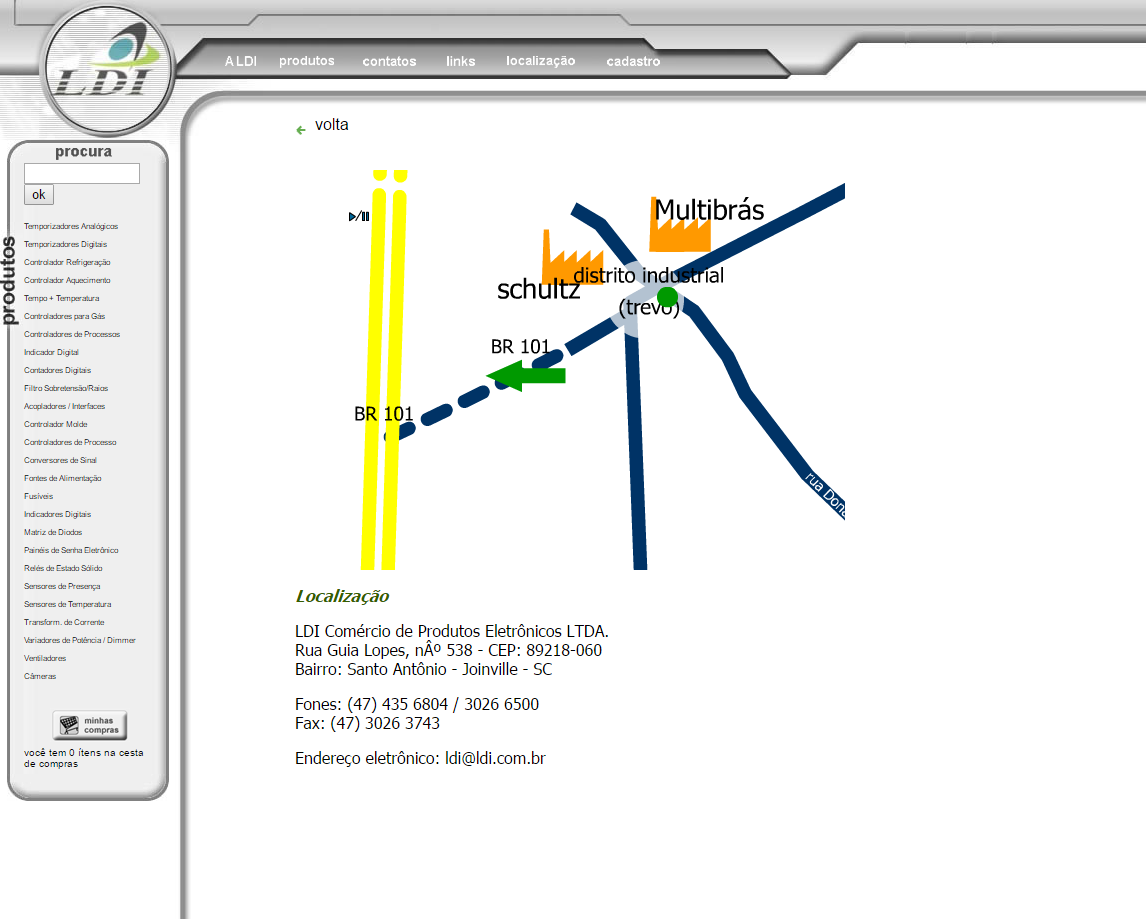 LDI
A LDI
produtos
contatos
links
localização
cadastro
procura
ok
produtos
Temporizadores Analógicos
Temporizadores Digitais
Controlador Refrigeração
Controlador Aquecimento
Tempo + Temperatura
Controladores para Gás
Controladores de Processos
Indicador Digital
Contadores Digitais
Filtro Sobretensão/Raios
Acopladores / Interfaces
Controlador Molde
Controladores de Processo
Conversores de Sinal
Fontes de Alimentação
Fusíveis
Indicadores Digitais
Matriz de Diodos
Painéis de Senha Eletrônico
Relés de Estado Sólido
Sensores de Presença
Sensores de Temperatura
Transform. de Corrente
Variadores de Potência / Dimmer
Ventiladores
Câmeras
minhas
compras
você tem 0 ítens na cesta
de compras
volta
Multibrás
schultz
distrito industrial
(trevo)
BR 101
BR 101
rua Dona
Localização
LDI Comércio de Produtos Eletrônicos LTDA.
Rua Guia Lopes, nÂº 538 - CEP: 89218-060
Bairro: Santo Antônio - Joinville - SC
Fones: (47) 435 6804 / 3026 6500
Fax: (47) 3026 3743
Endereço eletrônico: ldi@ldi.com.br